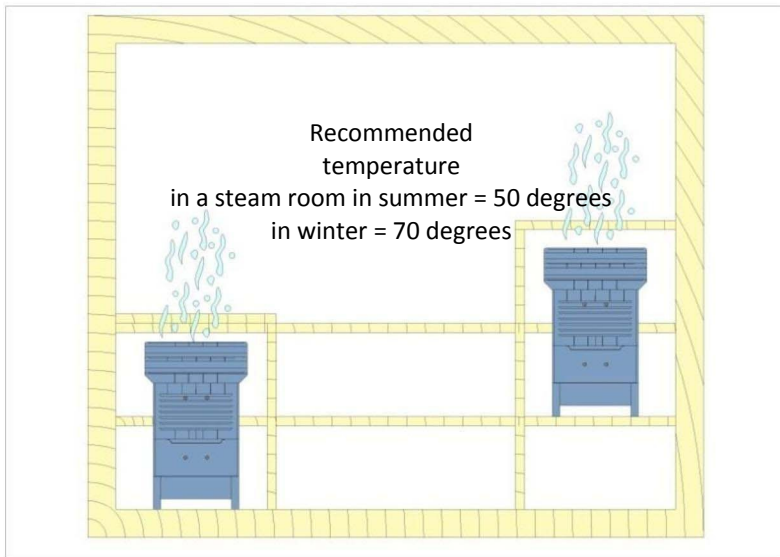 Recommended
temperature
in a steam room in summer = 50 degrees
in winter = 70 degrees